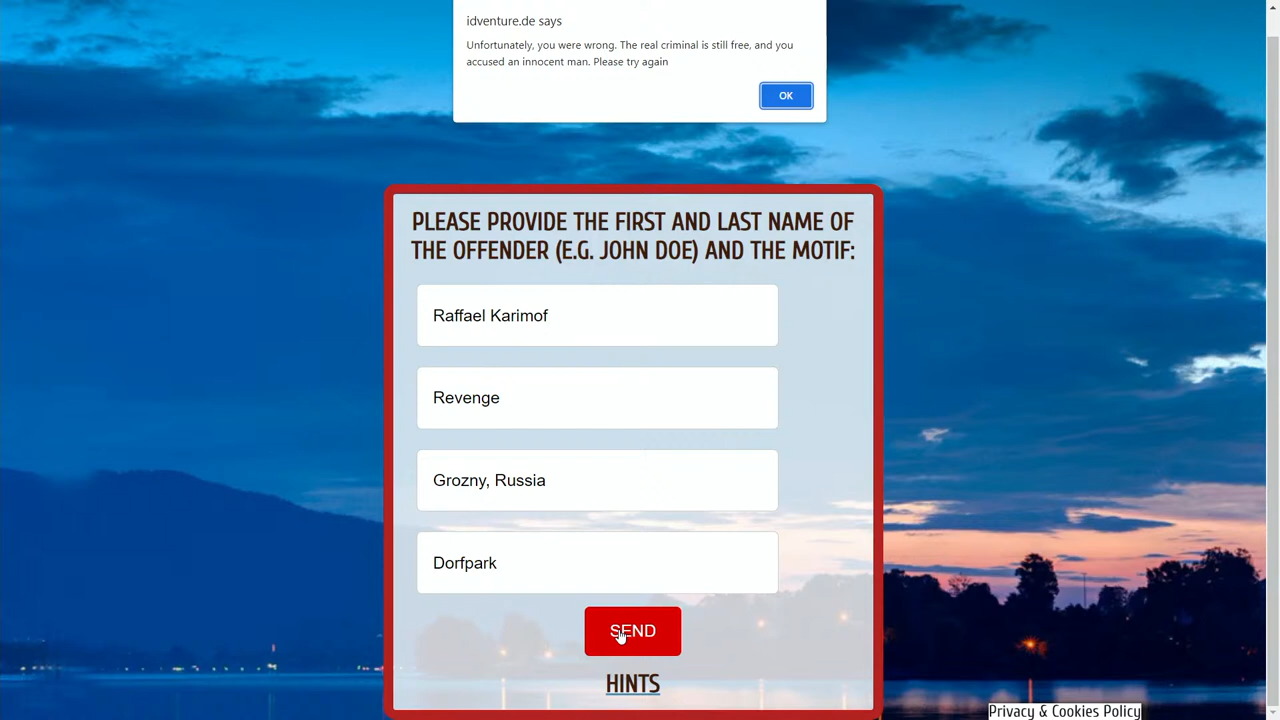 idventure.de says
Unfortunately, you were wrong. The real criminal is still free, and you
accused an innocent man. Please try again
OK
PLEASE PROVIDE THE FIRST AND LAST NAME OF
THE OFFENDER (E.G. JOHN DOE) AND THE MOTIF:
Raffael Karimof
Revenge
Grozny, Russia
Dorfpark
SEND
HINTS
Privacy & Cookies Policy